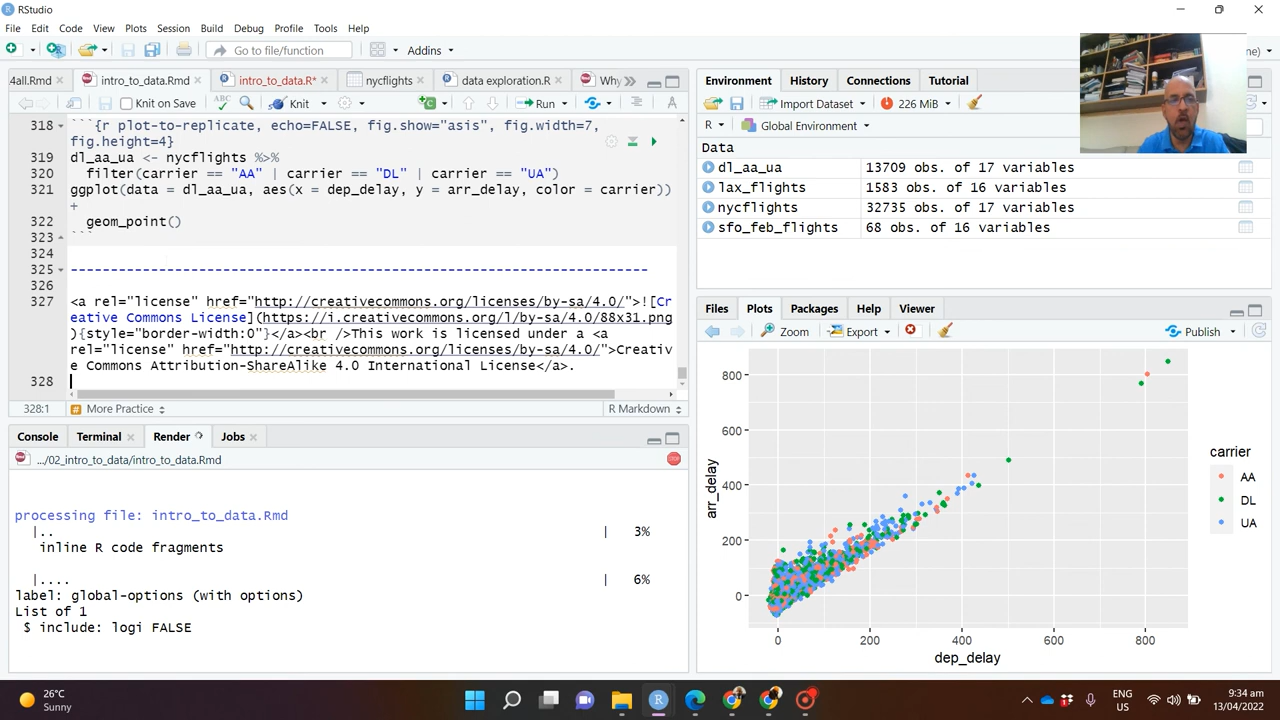 RStudio
File Edit Code View Plots Session Build Debug Profile Tools Help
Go to file/function Addins
4all.Rmd intro_to_data.Rmd intro_to_data.R* nycflights data exploration.R Why
Knit on Save ABC Knit Run
318 ```{r plot-to-replicate, echo=FALSE, fig.show="asis", fig.width=7,
fig.height=4}
319 dl_aa_ua <- nycflights %>%
320 filter(carrier == "AA" | carrier == "DL" | carrier == "UA")
321 ggplot(data = dl_aa_ua, aes(x = dep_delay, y = arr_delay, color = carrier))
+
322 geom_point()
323 ```
324
325 ------------------------------------------------------------------------
326
327 <a rel="license" href="http://creativecommons.org/licenses/by-sa/4.0/">![Cr
eative Commons License](https://i.creativecommons.org/l/by-sa/4.0/88x31.png
){style="border-width:0"}</a><br />This work is licensed under a <a
rel="license" href="http://creativecommons.org/licenses/by-sa/4.0/">Creativ
e Commons Attribution-ShareAlike 4.0 International License</a>.
328
328:1 # More Practice R Markdown
Console Terminal Render Jobs
.../02_intro_to_data/intro_to_data.Rmd
STOP
processing file: intro_to_data.Rmd
|.. | 3%
inline R code fragments
|.... | 6%
label: global-options (with options)
List of 1
$ include: logi FALSE
Environment History Connections Tutorial
Import Dataset 226 MiB
R Global Environment
Data
dl_aa_ua 13709 obs. of 17 variables
lax_flights 1583 obs. of 16 variables
nycflights 32735 obs. of 17 variables
sfo_feb_flights 68 obs. of 16 variables
Files Plots Packages Help Viewer
Zoom Export Publish
800
600
400
200
0
arr_delay
0 200 400 600 800
dep_delay
carrier
AA
DL
UA
26°C
Sunny
ENG
US
9:34 am
13/04/2022